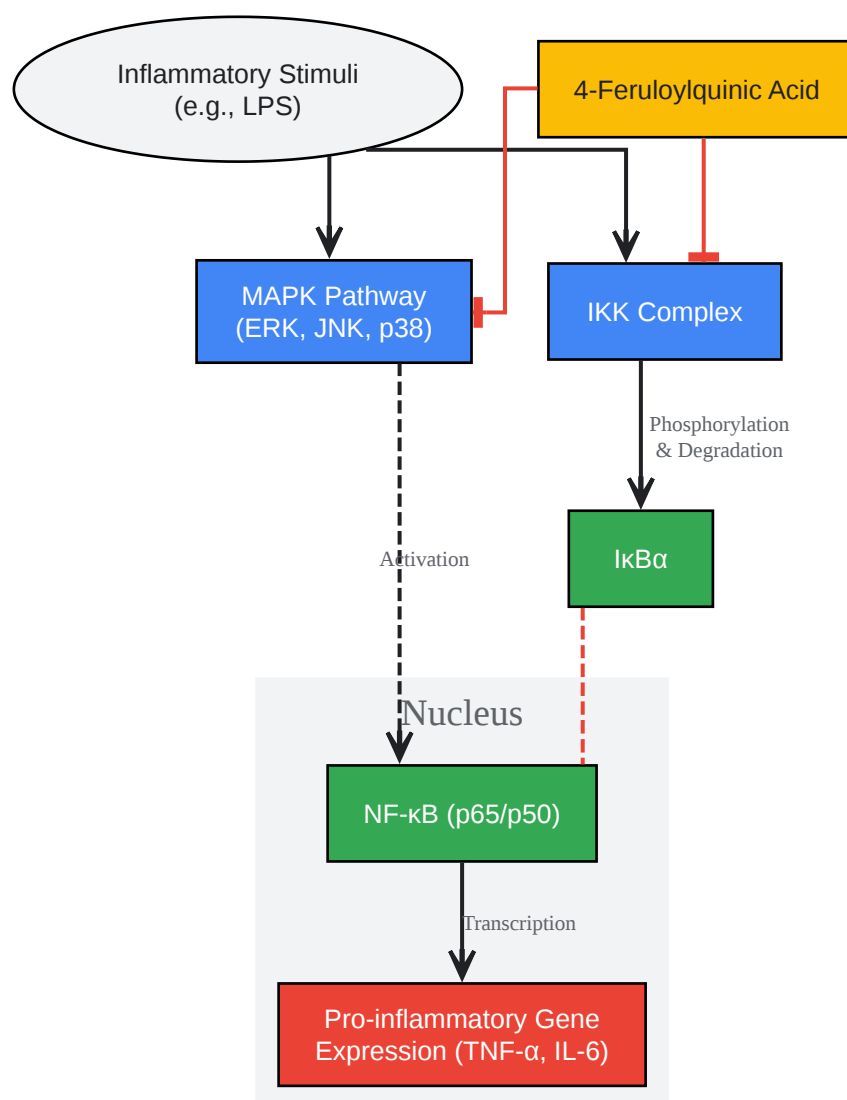 Inflammatory Stimuli
(e.g., LPS)
4-Feruloylquinic Acid
MAPK Pathway
(ERK, JNK, p38)
IKK Complex
Phosphorylation
& Degradation
Activation
IκBα
Nucleus
NF-κB (p65/p50)
Transcription
Pro-inflammatory Gene
Expression (TNF-α, IL-6)